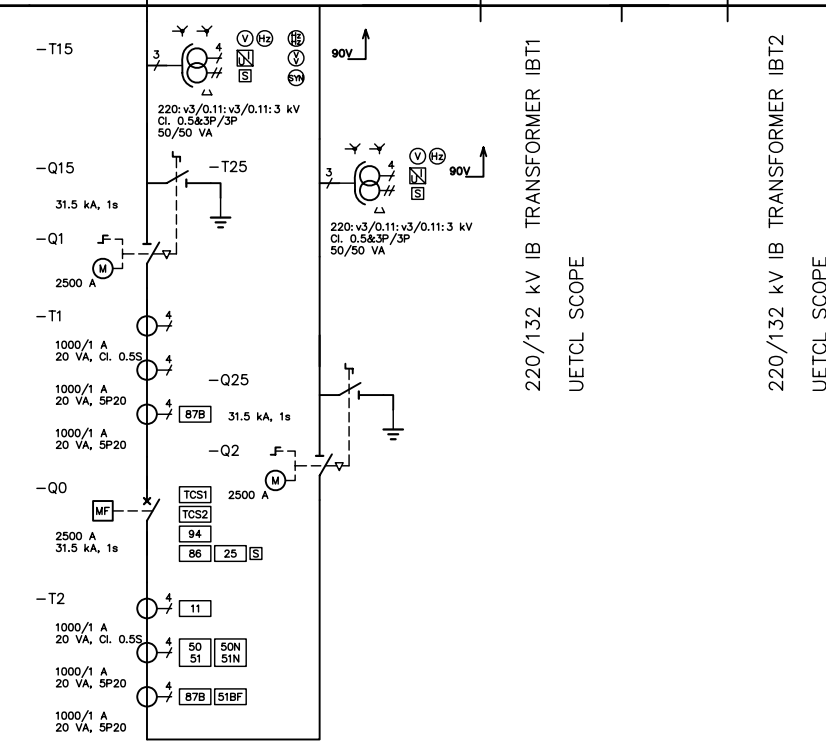 -T15
3
4
V
Hz
Hz
Hz
U
V
V
S
SYN
90V
220:√3/0.11:√3/0.11:3 kV
Cl. 0.5&3P/3P
50/50 VA
-Q15
31.5 kA, 1s
-T25
3
4
V
Hz
U
S
90V
220:√3/0.11:√3/0.11:3 kV
Cl. 0.5&3P/3P
50/50 VA
-Q1
M
2500 A
-T1
4
1000/1 A
20 VA, Cl. 0.5S
4
1000/1 A
20 VA, 5P20
4
87B
1000/1 A
20 VA, 5P20
-Q25
31.5 kA, 1s
-Q2
M
2500 A
-Q0
MF
2500 A
31.5 kA, 1s
TCS1
TCS2
94
86
25
S
-T2
4
11
1000/1 A
20 VA, Cl. 0.5S
4
50
51
50N
51N
1000/1 A
20 VA, 5P20
4
87B
51BF
1000/1 A
20 VA, 5P20
220/132 kV IB TRANSFORMER IBT1
UETCL SCOPE
220/132 kV IB TRANSFORMER IBT2
UETCL SCOPE